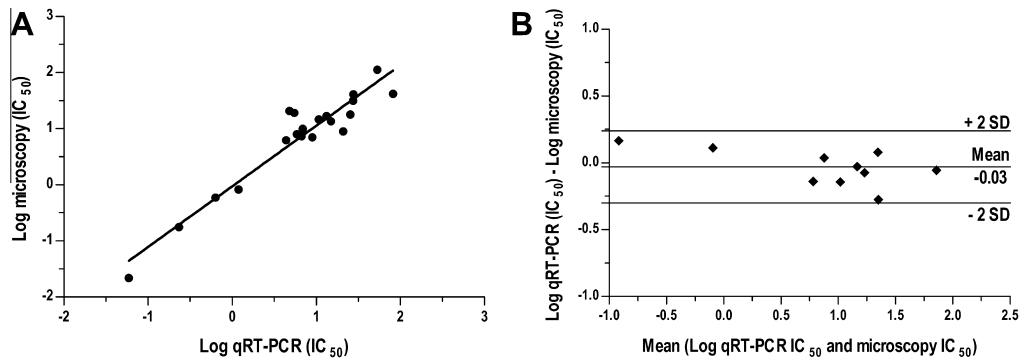 A
3
2
1
0
-1
-2
-2
-1
0
1
2
3
Log microscopy (IC 50)
Log qRT-PCR (IC 50)
B
1.0
0.5
0.0
-0.5
-1.0
-1.0
-0.5
0.0
0.5
1.0
1.5
2.0
2.5
Log qRT-PCR (IC 50) - Log microscopy (IC 50)
+ 2 SD
Mean
-0.03
- 2 SD
Mean (Log qRT-PCR IC 50 and microscopy IC 50)